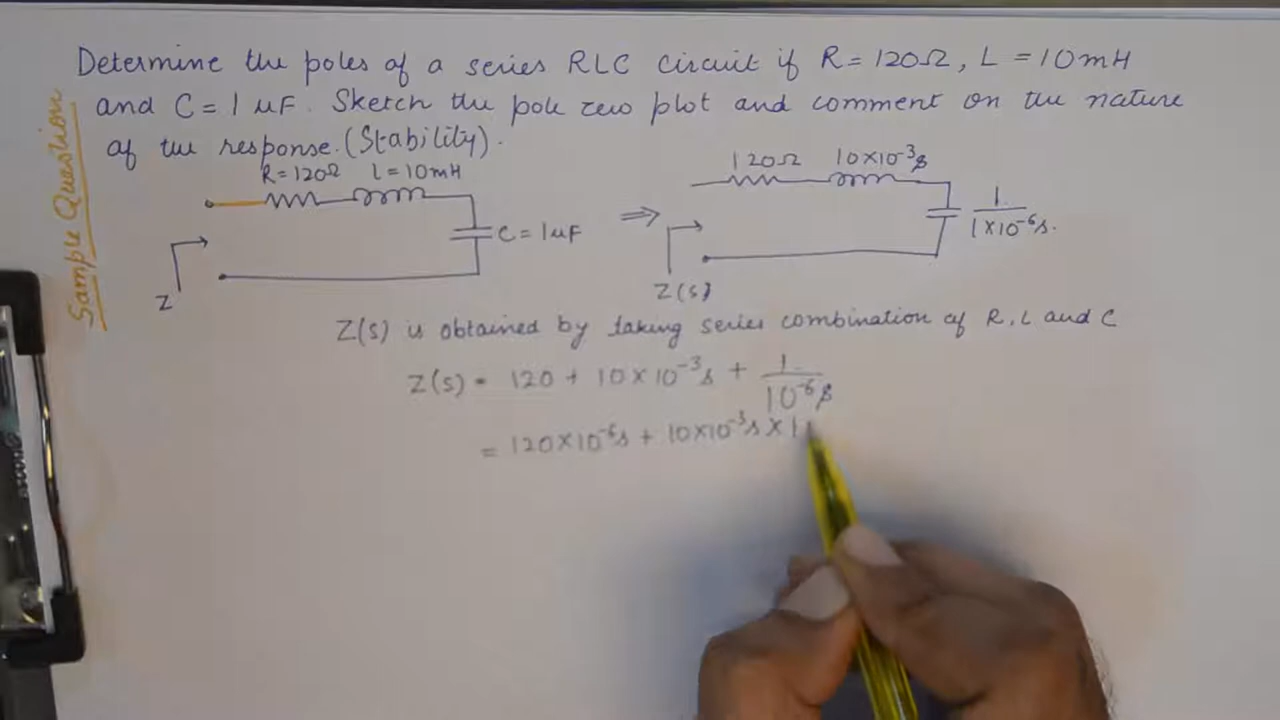 Determine the poles of a series RLC circuit if R = 120Ω, L = 10mH
and C = 1 μF. Sketch the pole zero plot and comment on the nature
of the response. (Stability).
Sample Question
R=120Ω l=10mH
C = 1μF
Z
⇒
120Ω 10×10⁻³s
1
1×10⁻⁶s.
Z(s)
Z(s) is obtained by taking series combination of R, L and C
Z(s) = 120 + 10×10⁻³s + 1/10⁻⁶s
= 120×10⁻⁶s + 10×10⁻³s × 1